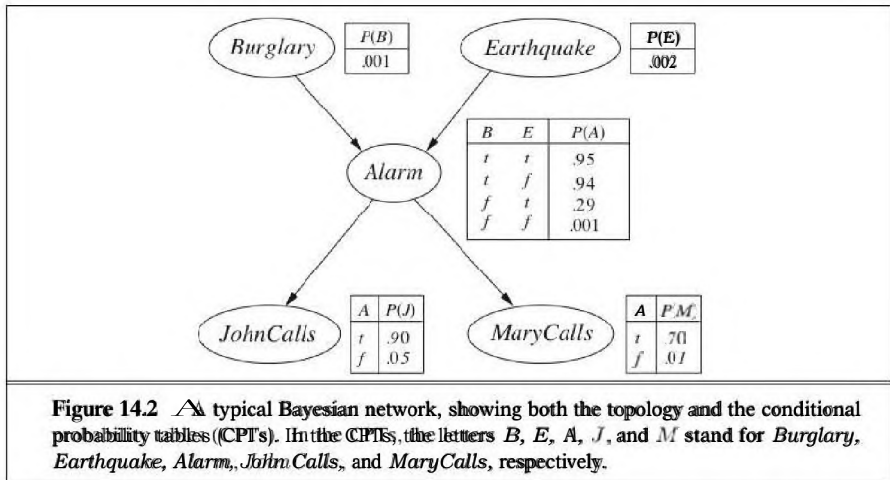 Burglary
P(B)
.001
Earthquake
P(E)
.002
Alarm
B E P(A)
t t .95
t f .94
f t .29
f f .001
JohnCalls
A P(J)
t .90
f .05
MaryCalls
A P(M)
t .70
f .01
Figure 14.2 A typical Bayesian network, showing both the topology and the conditional
probability tables (CPTs). In the CPTs, the letters B, E, A, J, and M stand for Burglary,
Earthquake, Alarm, JohnCalls, and MaryCalls, respectively.